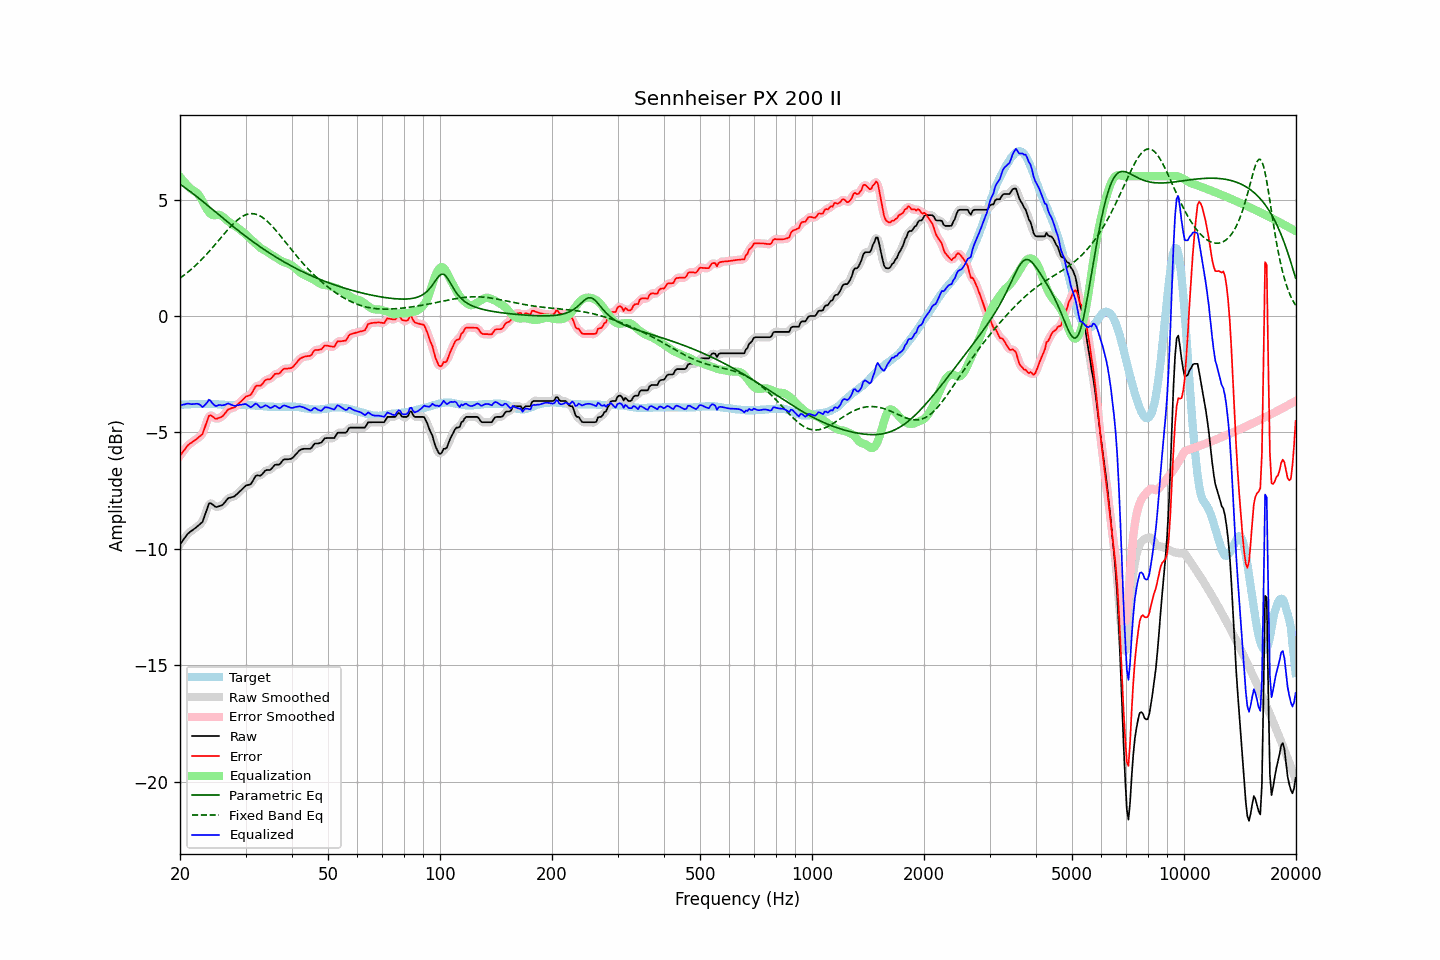 Sennheiser PX 200 II
Amplitude (dBr)
5
0
−5
−10
−15
−20
Target
Raw Smoothed
Error Smoothed
Raw
Error
Equalization
Parametric Eq
Fixed Band Eq
Equalized
20 50 100 200 500 1000 2000 5000 10000 20000
Frequency (Hz)